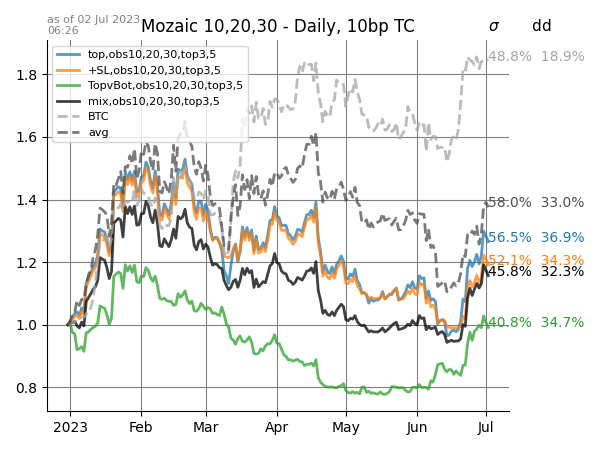 as of 02 Jul 2023
06:26
Mozaic 10,20,30 - Daily, 10bp TC
σ dd
top,obs10,20,30,top3,5
+SL,obs10,20,30,top3,5
TopvBot,obs10,20,30,top3,5
mix,obs10,20,30,top3,5
BTC
avg
48.8% 18.9%
58.0% 33.0%
56.5% 36.9%
52.1% 34.3%
45.8% 32.3%
40.8% 34.7%
1.8
1.6
1.4
1.2
1.0
0.8
2023 Feb Mar Apr May Jun Jul